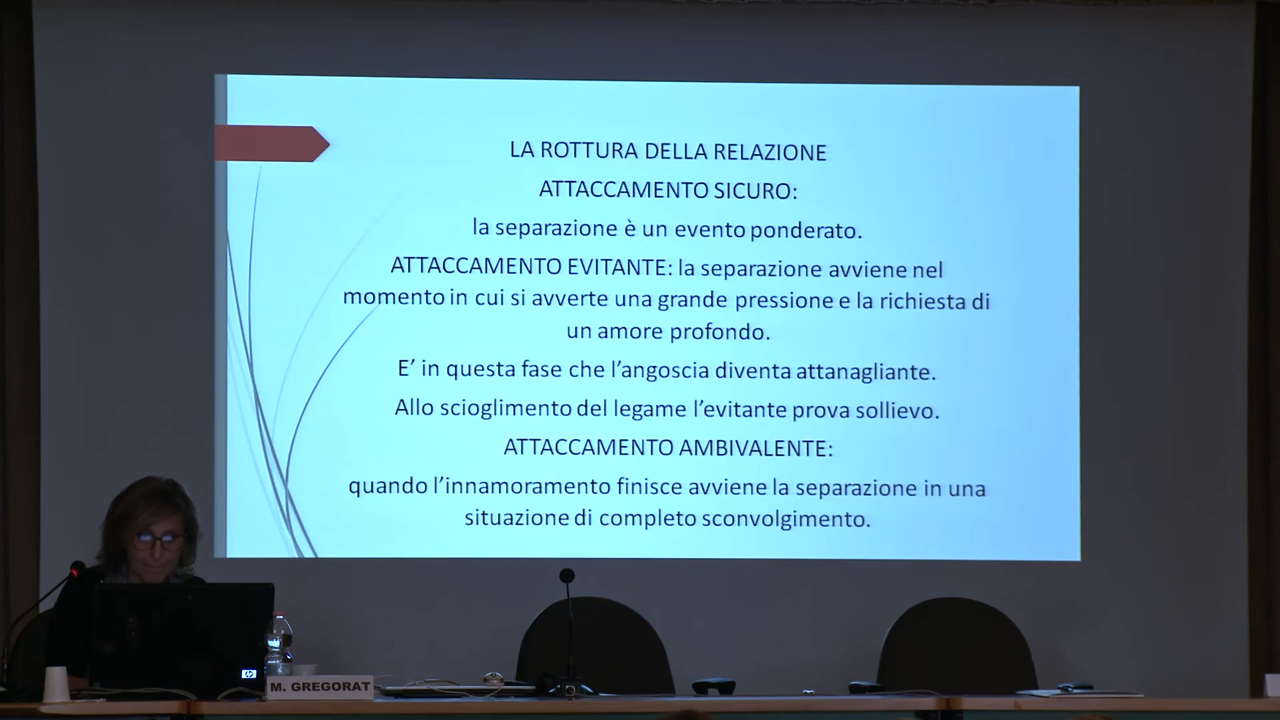 LA ROTTURA DELLA RELAZIONE
ATTACCAMENTO SICURO:
la separazione è un evento ponderato.
ATTACCAMENTO EVITANTE: la separazione avviene nel
momento in cui si avverte una grande pressione e la richiesta di
un amore profondo.
E' in questa fase che l'angoscia diventa attanagliante.
Allo scioglimento del legame l'evitante prova sollievo.
ATTACCAMENTO AMBIVALENTE:
quando l'innamoramento finisce avviene la separazione in una
situazione di completo sconvolgimento.
hp
M. GREGORAT